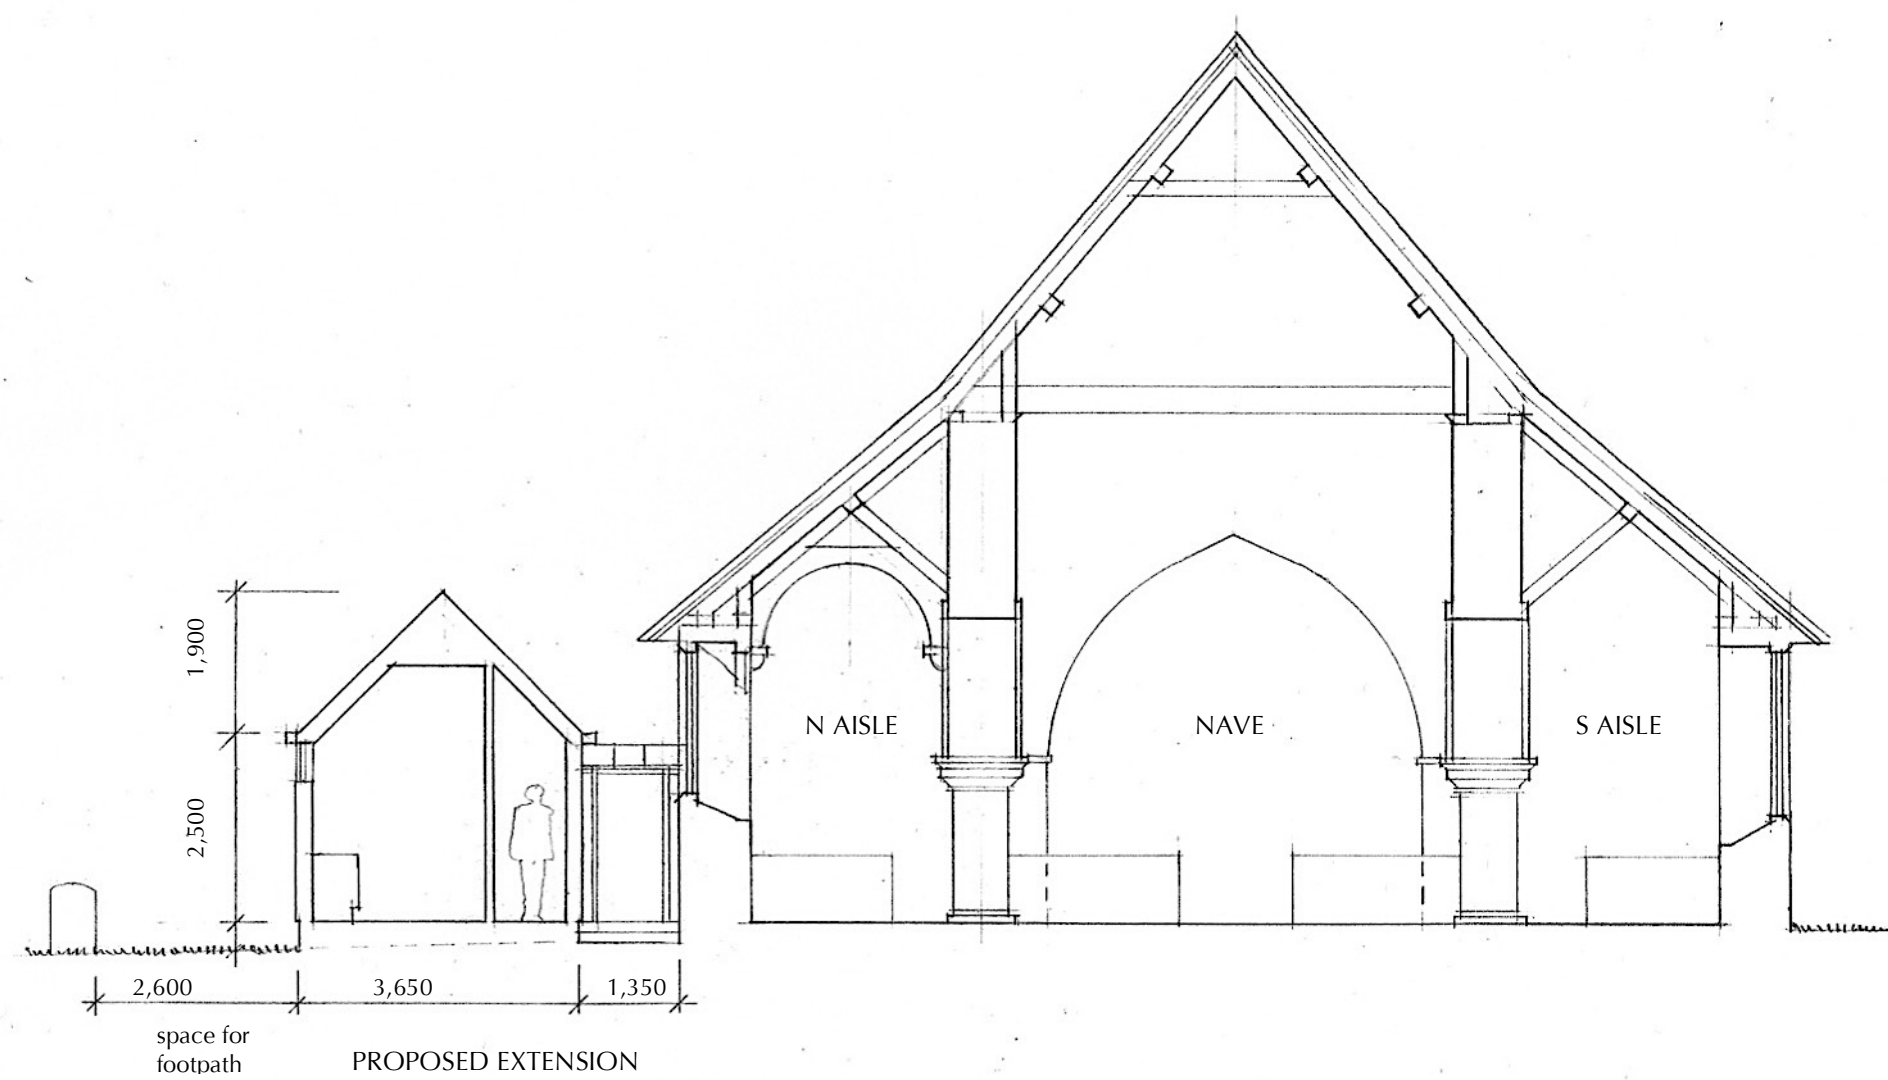 1,900
2,500
N AISLE
NAVE
S AISLE
2,600
3,650
1,350
space for
footpath
PROPOSED EXTENSION